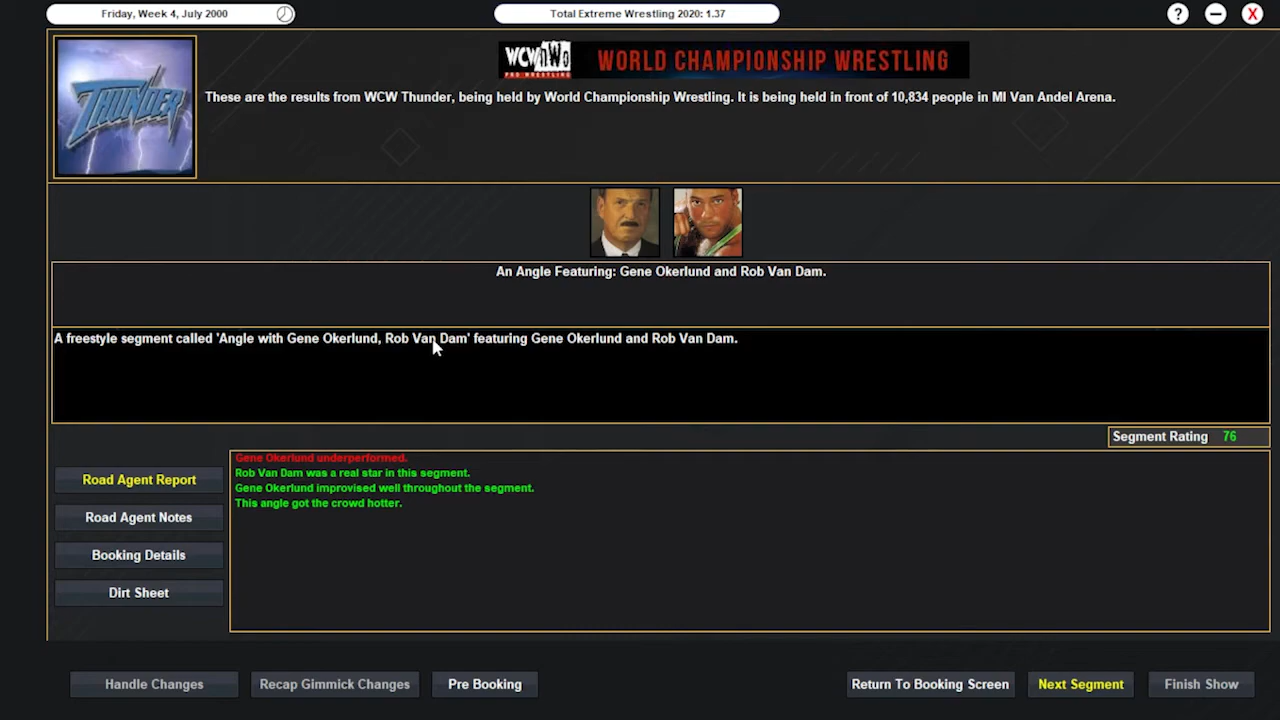 Friday, Week 4, July 2000
Total Extreme Wrestling 2020: 1.37
?
X
THUNDER
WCW nWo
PRO WRESTLING
WORLD CHAMPIONSHIP WRESTLING
These are the results from WCW Thunder, being held by World Championship Wrestling. It is being held in front of 10,834 people in MI Van Andel Arena.
An Angle Featuring: Gene Okerlund and Rob Van Dam.
A freestyle segment called 'Angle with Gene Okerlund, Rob Van Dam' featuring Gene Okerlund and Rob Van Dam.
Segment Rating 76
Road Agent Report
Road Agent Notes
Booking Details
Dirt Sheet
Gene Okerlund underperformed.
Rob Van Dam was a real star in this segment.
Gene Okerlund improvised well throughout the segment.
This angle got the crowd hotter.
Handle Changes
Recap Gimmick Changes
Pre Booking
Return To Booking Screen
Next Segment
Finish Show